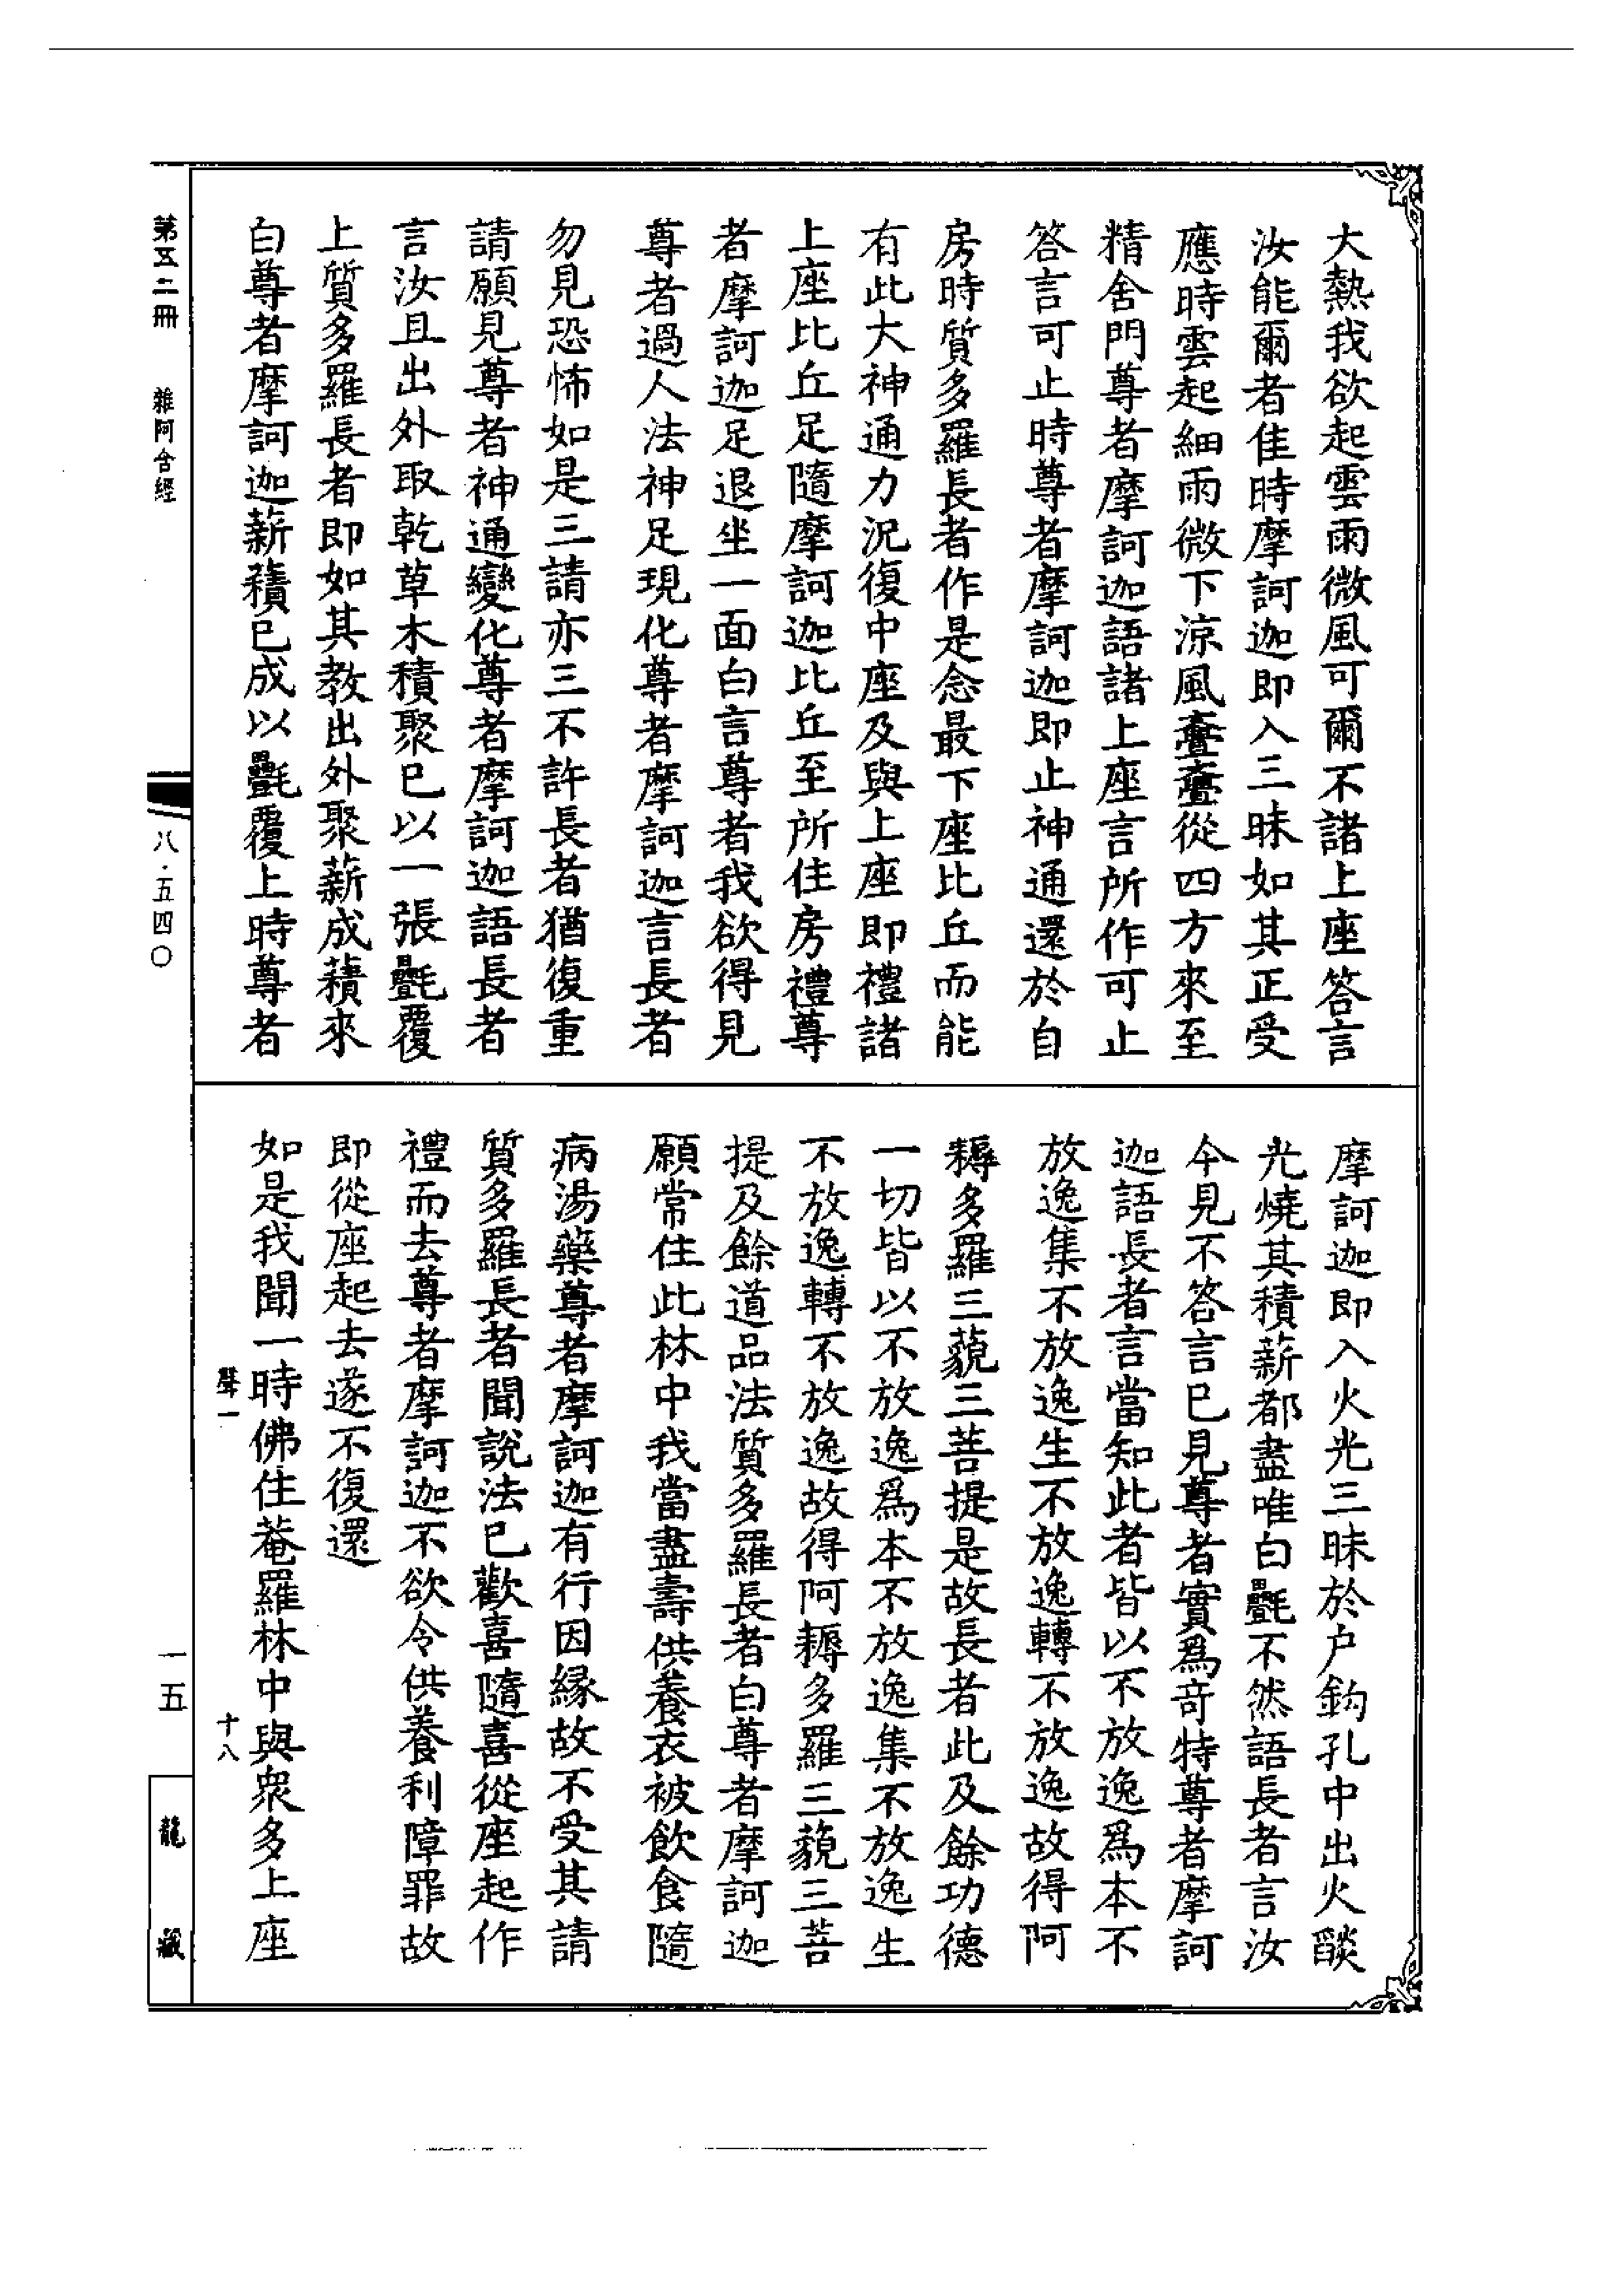 大熱我欲起雲雨微風可爾不諸上座答言
汝能爾者佳時摩訶迦即入三昧如其正受
應時雲起細雨微下涼風亹亹從四方來至
精舍門尊者摩訶迦語諸上座言所作可止
答言可止時尊者摩訶迦即止神通還於自
房時質多羅長者作是念最下座比丘而能
有此大神通力況復中座及與上座即禮諸
上座比丘足隨摩訶迦比丘至所住房禮尊
者摩訶迦足退坐一面白言尊者我欲得見
尊者過人法神足現化尊者摩訶迦言長者
勿見恐怖如是三請亦三不許長者猶復重
請願見尊者神通變化尊者摩訶迦語長者
言汝且出外取乾草木積聚已以一張㲲覆
上質多羅長者即如其教出外聚薪成𧂐來
白尊者摩訶迦薪𧂐已成以㲲覆上時尊者
摩訶迦即入火光三昧於户鈎孔中出火𦦨
光燒其積薪都盡唯白㲲不然語長者言汝
今見不答言已見尊者實爲奇特尊者摩訶
迦語長者言當知此者皆以不放逸爲本不
放逸集不放逸生不放逸轉不放逸故得阿
耨多羅三藐三菩提是故長者此及餘功德
一切皆以不放逸爲本不放逸集不放逸生
不放逸轉不放逸故得阿耨多羅三藐三菩
提及餘道品法質多羅長者白尊者摩訶迦
願常住此林中我當盡壽供養衣被飲食隨
病湯藥尊者摩訶迦有行因緣故不受其請
質多羅長者聞說法已歡喜隨喜從座起作
禮而去尊者摩訶迦不欲令供養利障罪故
即從座起去遂不復還
如是我聞一時佛住菴羅林中與衆多上座
聲一 十八
第五二冊 雜阿含經 八·五四〇
一五 龍藏